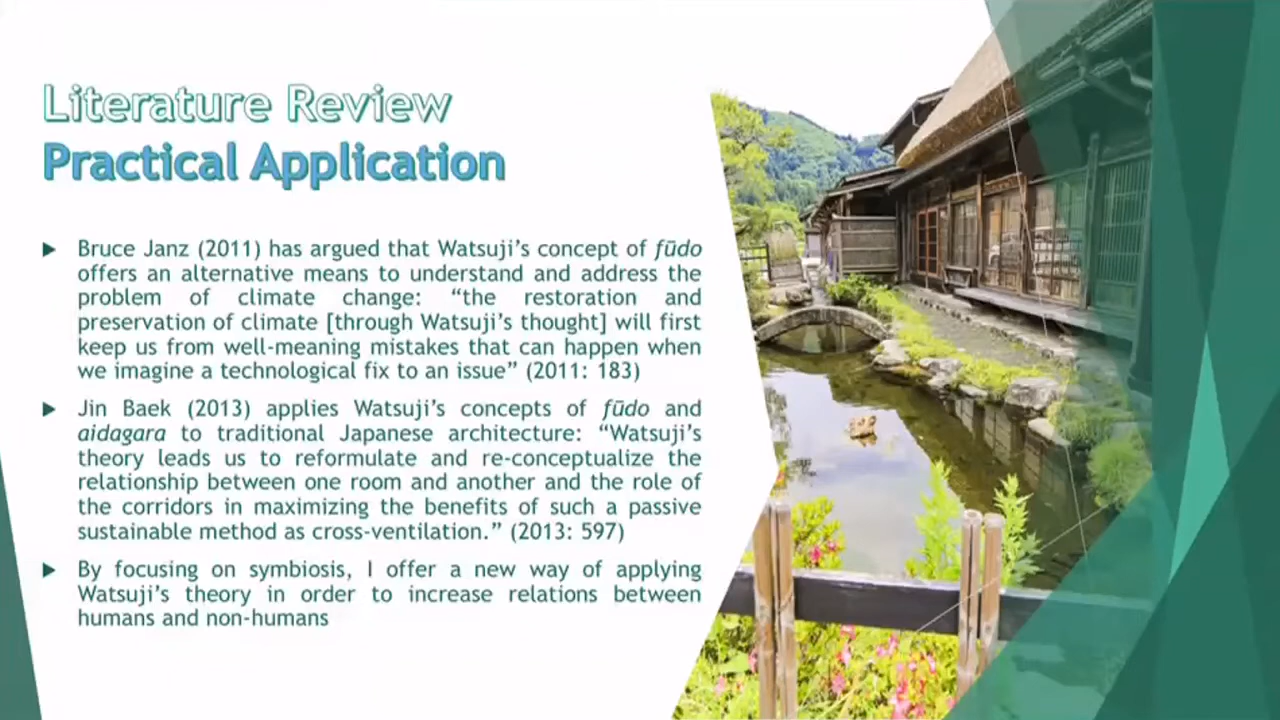 Literature Review
Practical Application
Bruce Janz (2011) has argued that Watsuji’s concept of fūdo
offers an alternative means to understand and address the
problem of climate change: “the restoration and
preservation of climate [through Watsuji’s thought] will first
keep us from well-meaning mistakes that can happen when
we imagine a technological fix to an issue” (2011: 183)
Jin Baek (2013) applies Watsuji’s concepts of fūdo and
aidagara to traditional Japanese architecture: “Watsuji’s
theory leads us to reformulate and re-conceptualize the
relationship between one room and another and the role of
the corridors in maximizing the benefits of such a passive
sustainable method as cross-ventilation.” (2013: 597)
By focusing on symbiosis, I offer a new way of applying
Watsuji’s theory in order to increase relations between
humans and non-humans